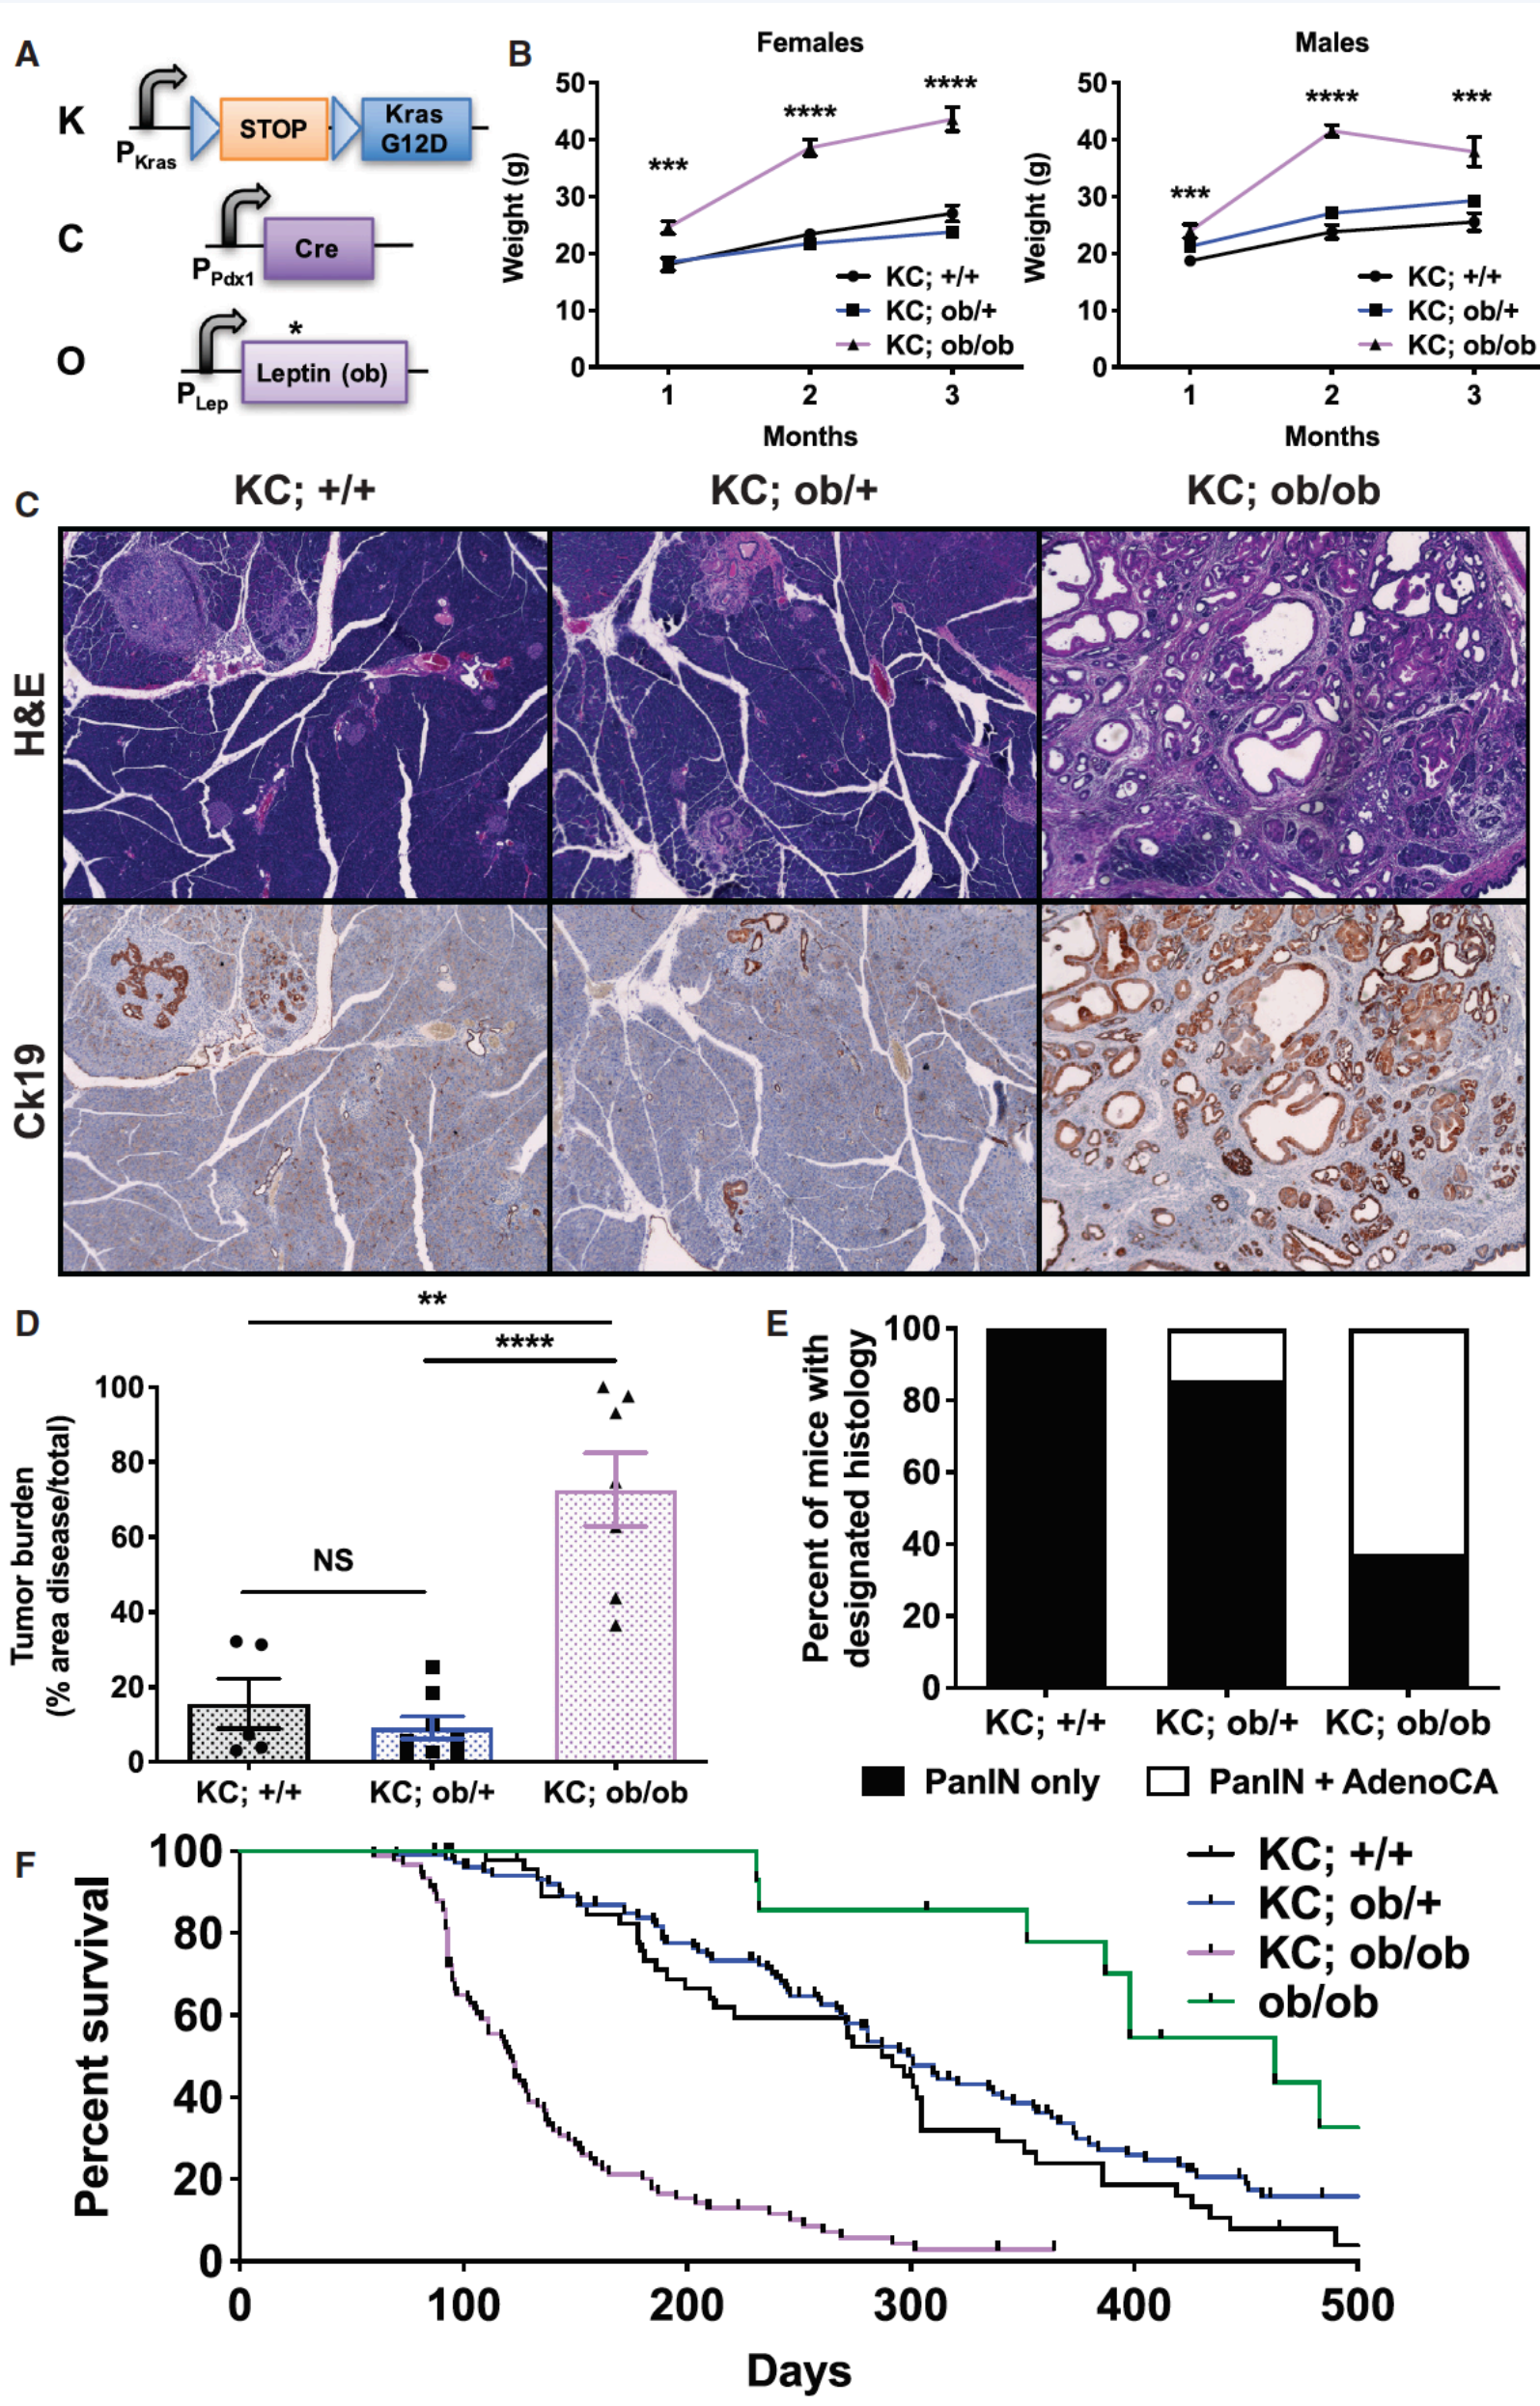 A
K
P Kras
STOP
Kras
G12D
C
P Pdx1
Cre
O
P Lep
*
Leptin (ob)
B
Females
Weight (g)
50
40
30
20
10
0
***
****
****
KC; +/+
KC; ob/+
KC; ob/ob
1 2 3
Months
Males
Weight (g)
50
40
30
20
10
0
***
****
***
KC; +/+
KC; ob/+
KC; ob/ob
1 2 3
Months
C
KC; +/+ KC; ob/+ KC; ob/ob
H&E
Ck19
D
**
****
NS
Tumor burden
(% area disease/total)
100
80
60
40
20
0
KC; +/+ KC; ob/+ KC; ob/ob
E
Percent of mice with
designated histology
100
80
60
40
20
0
KC; +/+ KC; ob/+ KC; ob/ob
PanIN only PanIN + AdenoCA
F
Percent survival
100
80
60
40
20
0
KC; +/+
KC; ob/+
KC; ob/ob
ob/ob
0 100 200 300 400 500
Days